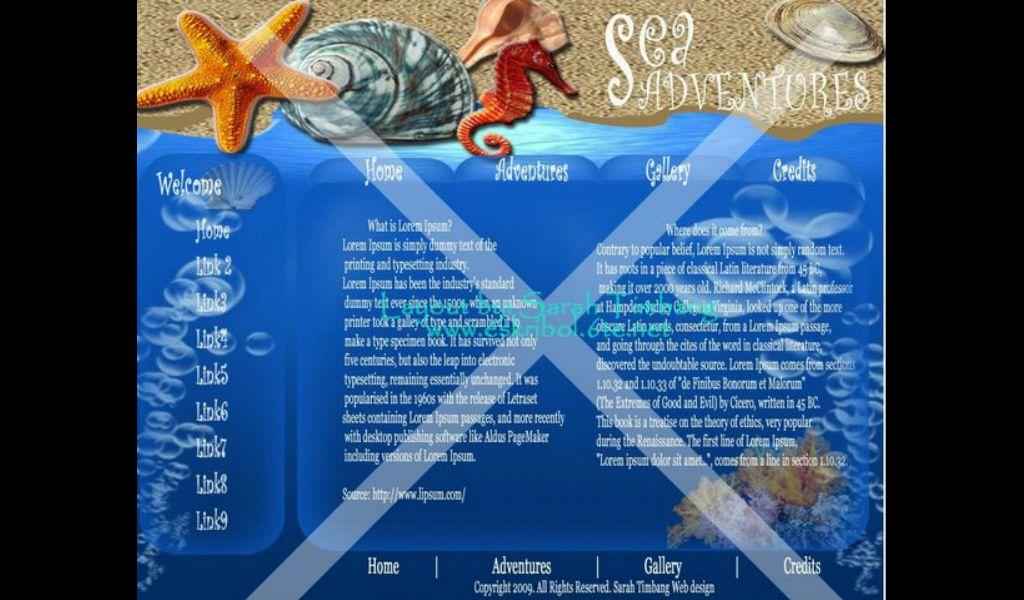 Sea
ADVENTURES
Home Adventures Gallery Credits
Welcome
Home
Link 2
Link3
Link4
Link5
Link6
Link7
Link8
Link9
What is Lorem Ipsum?
Lorem Ipsum is simply dummy text of the
printing and typesetting industry.
Lorem Ipsum has been the industry's standard
dummy text ever since the 1500s, when an unknown
printer took a galley of type and scrambled it to
make a type specimen book. It has survived not only
five centuries, but also the leap into electronic
typesetting, remaining essentially unchanged. It was
popularised in the 1960s with the release of Letraset
sheets containing Lorem Ipsum passages, and more recently
with desktop publishing software like Aldus PageMaker
including versions of Lorem Ipsum.
Source: http://www.lipsum.com/
Where does it come from?
Contrary to popular belief, Lorem Ipsum is not simply random text.
It has roots in a piece of classical Latin literature from 45 BC,
making it over 2000 years old. Richard McClintock, a Latin professor
at Hampden-Sydney College in Virginia, looked up one of the more
obscure Latin words, consectetur, from a Lorem Ipsum passage,
and going through the cites of the word in classical literature,
discovered the undoubtable source. Lorem Ipsum comes from sections
1.10.32 and 1.10.33 of "de Finibus Bonorum et Malorum"
(The Extremes of Good and Evil) by Cicero, written in 45 BC.
This book is a treatise on the theory of ethics, very popular
during the Renaissance. The first line of Lorem Ipsum,
"Lorem ipsum dolor sit amet..", comes from a line in section 1.10.32.
Layout by: Sarah Timbang
www.eskribol.6te.net
Home | Adventures | Gallery | Credits
Copyright 2009. All Rights Reserved. Sarah Timbang Web design